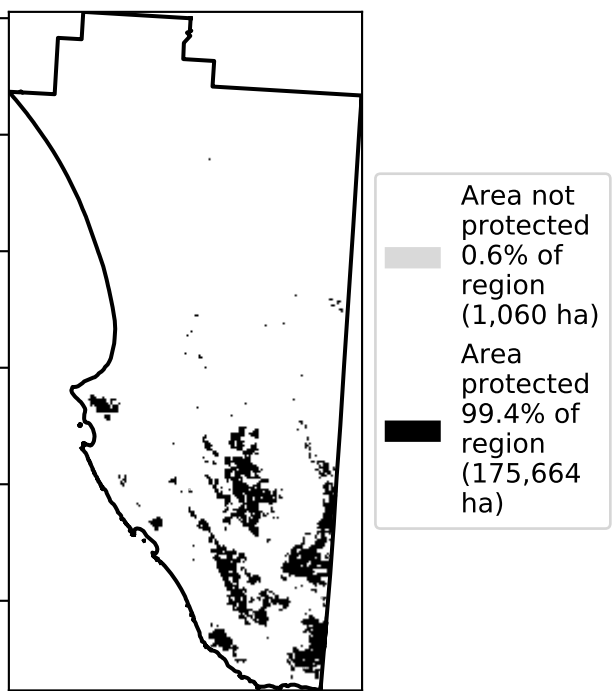 Area not
protected
0.6% of
region
(1,060 ha)
Area
protected
99.4% of
region
(175,664
ha)